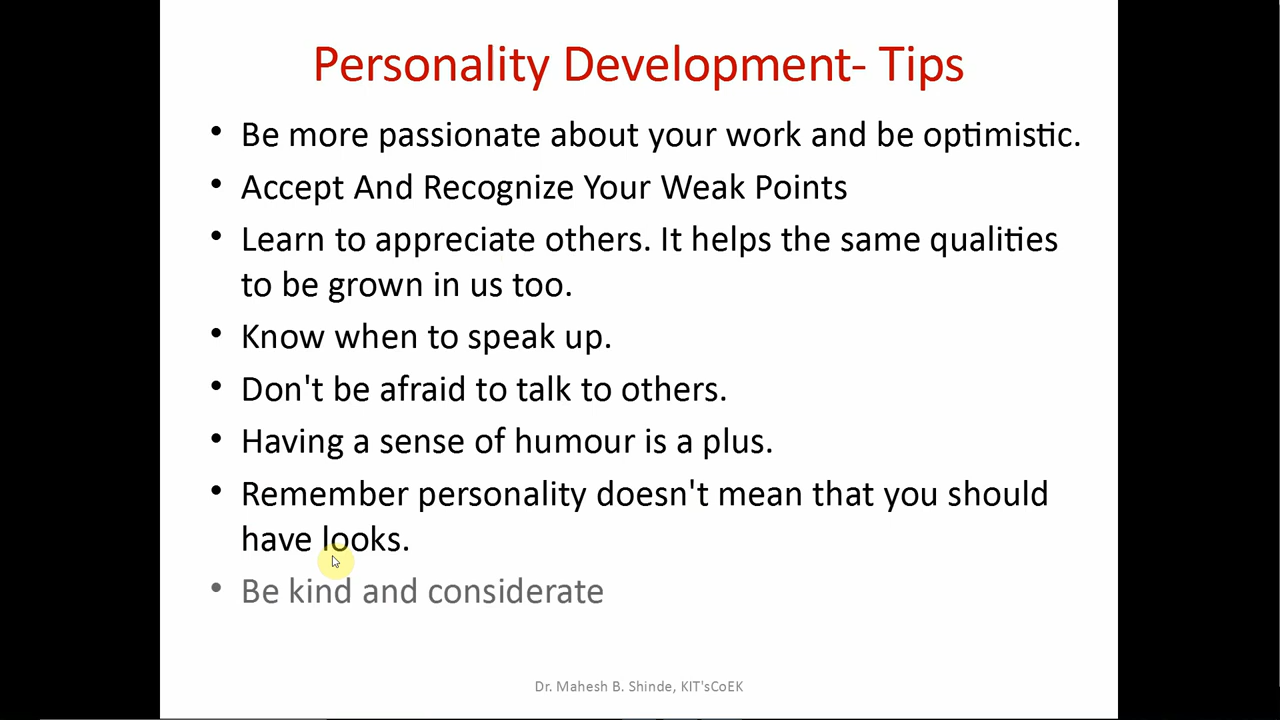 Personality Development- Tips
• Be more passionate about your work and be optimistic.
• Accept And Recognize Your Weak Points
• Learn to appreciate others. It helps the same qualities
to be grown in us too.
• Know when to speak up.
• Don't be afraid to talk to others.
• Having a sense of humour is a plus.
• Remember personality doesn't mean that you should
have looks.
• Be kind and considerate
Dr. Mahesh B. Shinde, KIT'sCoEK